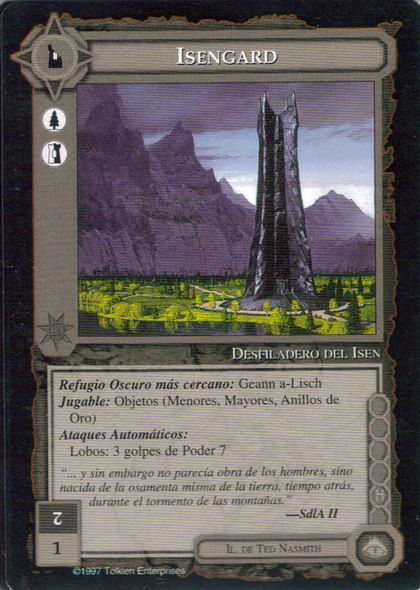 ISENGARD
DESFILADERO DEL ISEN
Refugio Oscuro más cercano: Geann a-Lisch
Jugable: Objetos (Menores, Mayores, Anillos de
Oro)
Ataques Automáticos:
Lobos: 3 golpes de Poder 7
“... y sin embargo no parecía obra de los hombres, sino
nacida de la osamenta misma de la tierra, tiempo atrás,
durante el tormento de las montañas.”
—SdlA II
2
1
H
IL. DE TED NASMITH
©1997 Tolkien Enterprises